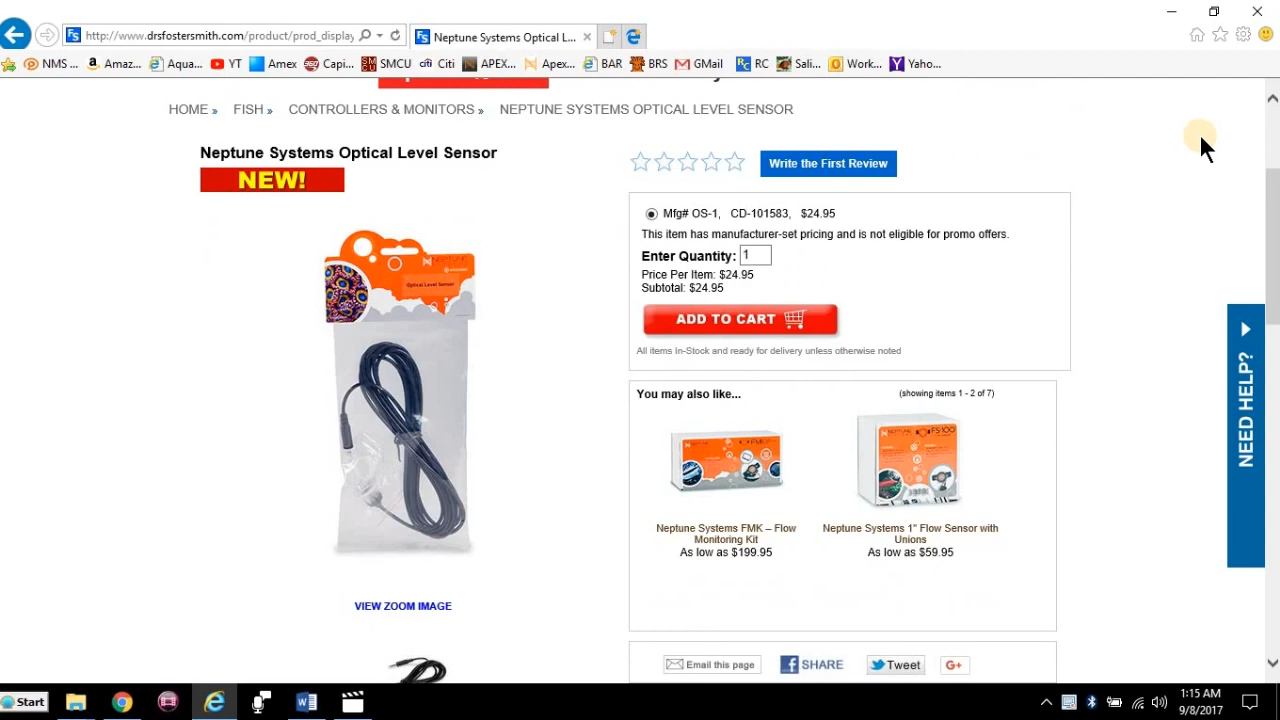 http://www.drsfostersmith.com/product/prod_display
Neptune Systems Optical L...
NMS ...
Amaz...
Aqua...
YT
Amex
Capi...
SMCU
Citi
APEX...
Apex...
BAR
BRS
GMail
RC
Sali...
Work...
Yaho...
HOME »
FISH »
CONTROLLERS & MONITORS »
NEPTUNE SYSTEMS OPTICAL LEVEL SENSOR
Neptune Systems Optical Level Sensor
NEW!
Optical Level Sensor
VIEW ZOOM IMAGE
Write the First Review
Mfg# OS-1, CD-101583, $24.95
This item has manufacturer-set pricing and is not eligible for promo offers.
Enter Quantity: 1
Price Per Item: $24.95
Subtotal: $24.95
ADD TO CART
All items In-Stock and ready for delivery unless otherwise noted
You may also like...
(showing items 1 - 2 of 7)
Neptune Systems FMK – Flow
Monitoring Kit
As low as $199.95
FS-100
Neptune Systems 1" Flow Sensor with
Unions
As low as $59.95
Email this page
SHARE
Tweet
G+
NEED HELP?
Start
1:15 AM
9/8/2017